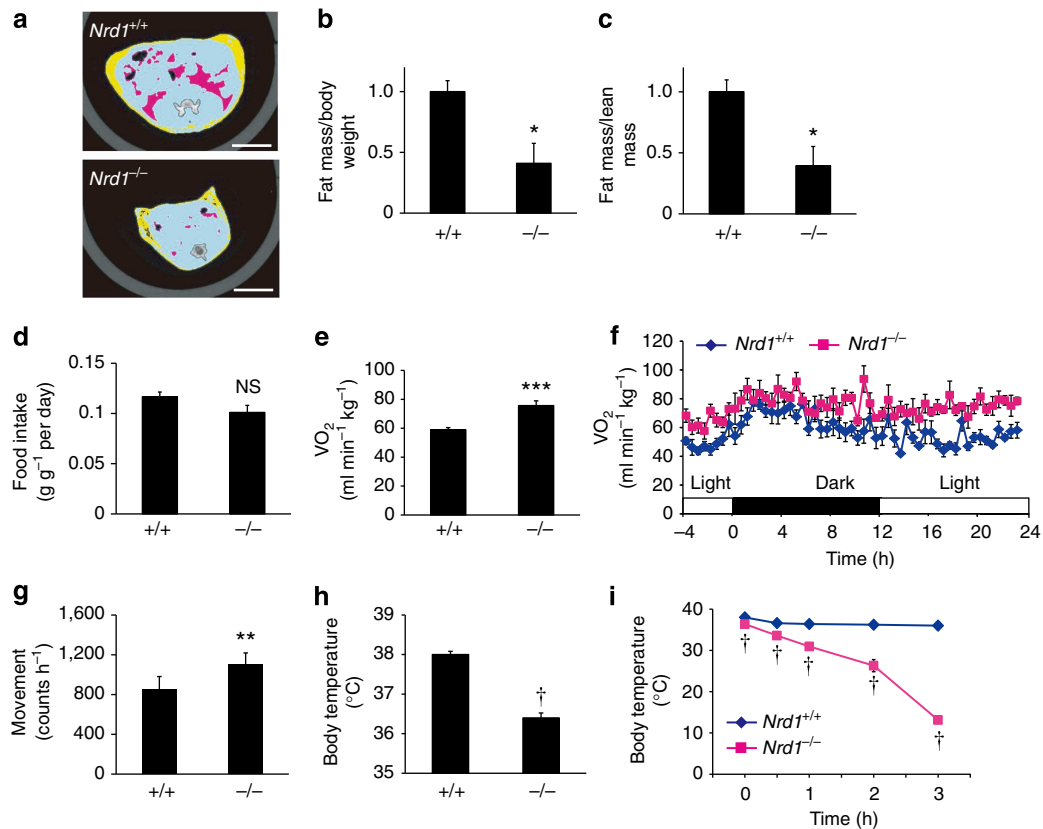 a
Nrd1+/+
Nrd1–/–
b
Fat mass/body
weight
1.0
0.5
0
*
+/+
–/–
c
Fat mass/lean
mass
1.0
0.5
0
*
+/+
–/–
d
Food intake
(g g–1 per day)
0.15
0.1
0.05
0
NS
+/+
–/–
e
VO2
(ml min–1 kg–1)
100
80
60
40
20
0
***
+/+
–/–
f
VO2
(ml min–1 kg–1)
120
100
80
60
40
20
0
Nrd1+/+
Nrd1–/–
Light
Dark
Light
–4
0
4
8
12
16
20
24
Time (h)
g
Movement
(counts h–1)
1,600
1,200
800
400
0
**
+/+
–/–
h
Body temperature
(°C)
39
38
37
36
35
†
+/+
–/–
i
Body temperature
(°C)
40
30
20
10
0
†
†
†
†
†
Nrd1+/+
Nrd1–/–
0
1
2
3
Time (h)